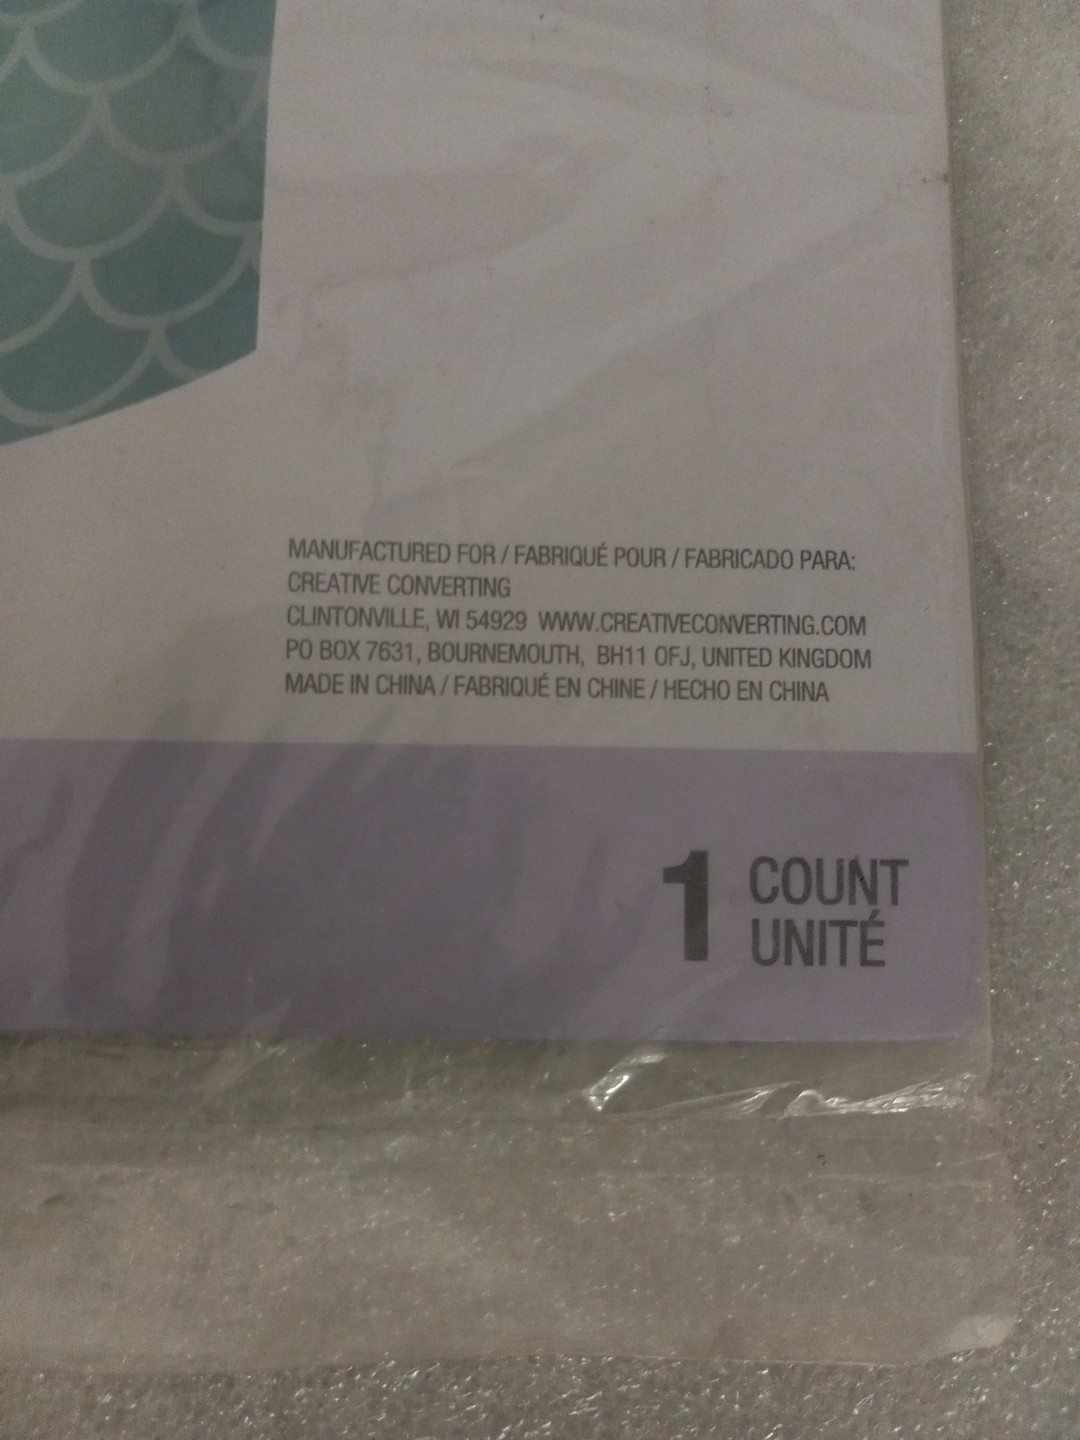 MANUFACTURED FOR / FABRIQUÉ POUR / FABRICADO PARA:
CREATIVE CONVERTING
CLINTONVILLE, WI 54929 WWW.CREATIVECONVERTING.COM
PO BOX 7631, BOURNEMOUTH, BH11 0FJ, UNITED KINGDOM
MADE IN CHINA / FABRIQUÉ EN CHINE / HECHO EN CHINA
1 COUNT
UNITÉ